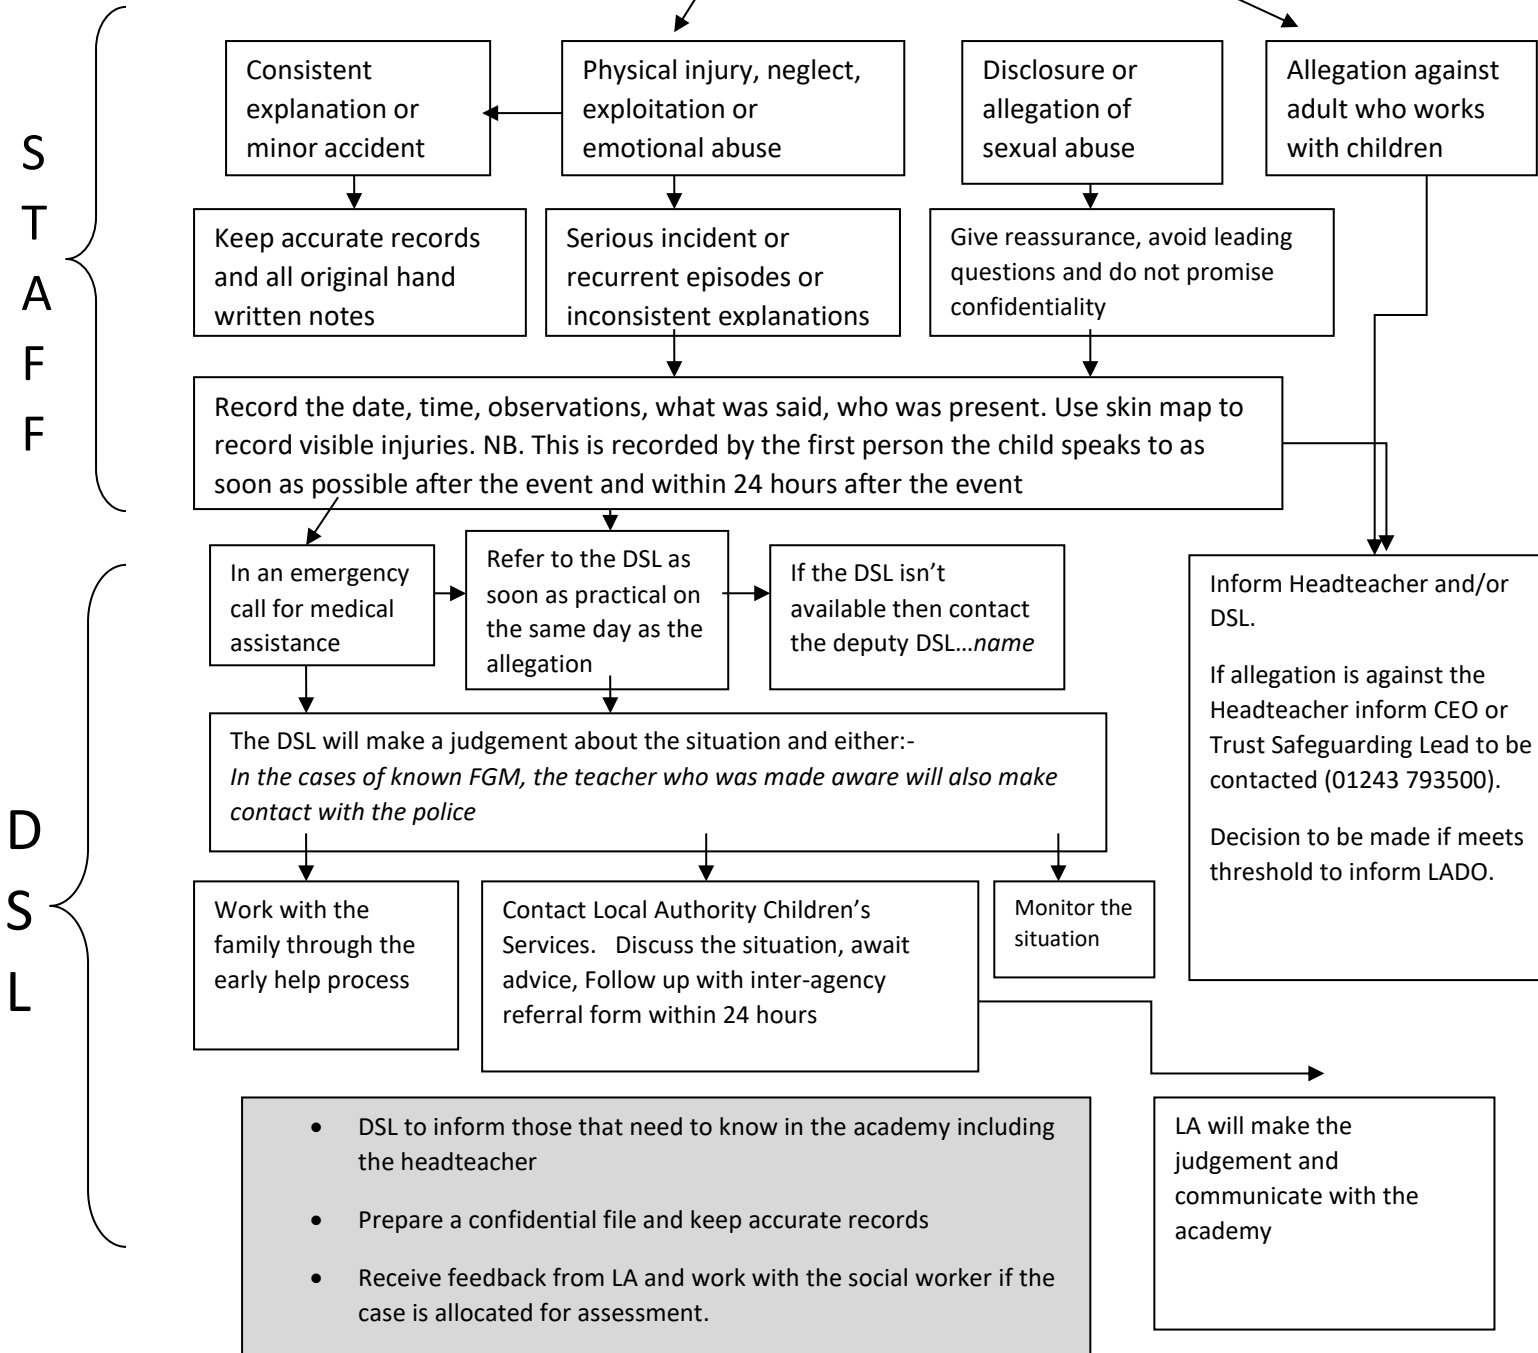 S
T
A
F
F
Consistent
explanation or
minor accident
Physical injury, neglect,
exploitation or
emotional abuse
Disclosure or
allegation of
sexual abuse
Allegation against
adult who works
with children
Keep accurate records
and all original hand
written notes
Serious incident or
recurrent episodes or
inconsistent explanations
Give reassurance, avoid leading
questions and do not promise
confidentiality
Record the date, time, observations, what was said, who was present. Use skin map to
record visible injuries. NB. This is recorded by the first person the child speaks to as
soon as possible after the event and within 24 hours after the event
D
S
L
In an emergency
call for medical
assistance
Refer to the DSL as
soon as practical on
the same day as the
allegation
If the DSL isn't
available then contact
the deputy DSL…name
Inform Headteacher and/or
DSL.
If allegation is against the
Headteacher inform CEO or
Trust Safeguarding Lead to be
contacted (01243 793500).
Decision to be made if meets
threshold to inform LADO.
The DSL will make a judgement about the situation and either:-
In the cases of known FGM, the teacher who was made aware will also make
contact with the police
Work with the
family through the
early help process
Contact Local Authority Children's
Services.   Discuss the situation, await
advice, Follow up with inter-agency
referral form within 24 hours
Monitor the
situation
• DSL to inform those that need to know in the academy including
the headteacher
• Prepare a confidential file and keep accurate records
• Receive feedback from LA and work with the social worker if the
case is allocated for assessment.
LA will make the
judgement and
communicate with the
academy